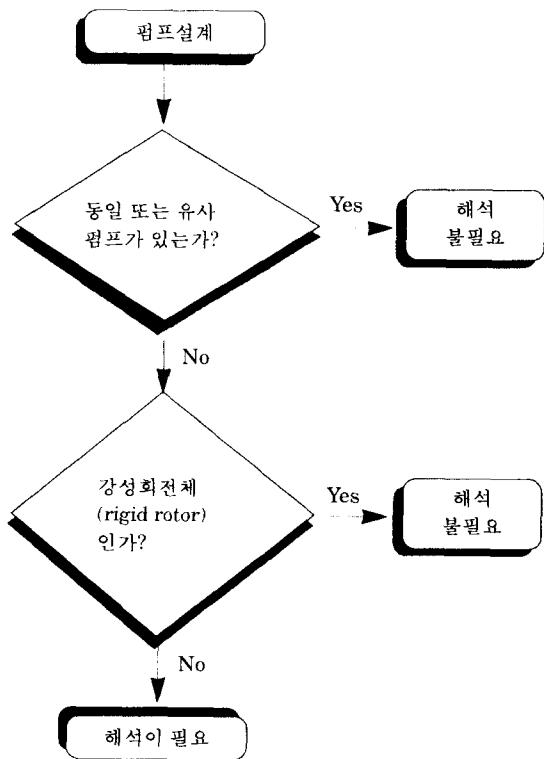 펌프설계
동일 또는 유사
펌프가 있는가?
Yes
해석
불필요
No
강성회전체
(rigid rotor)
인가?
Yes
해석
불필요
No
해석이 필요